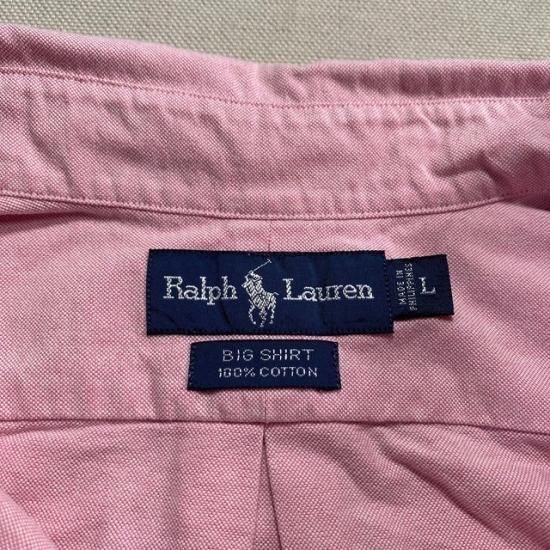 Ralph Lauren
MADE IN
PHILIPPINES
L
BIG SHIRT
100% COTTON